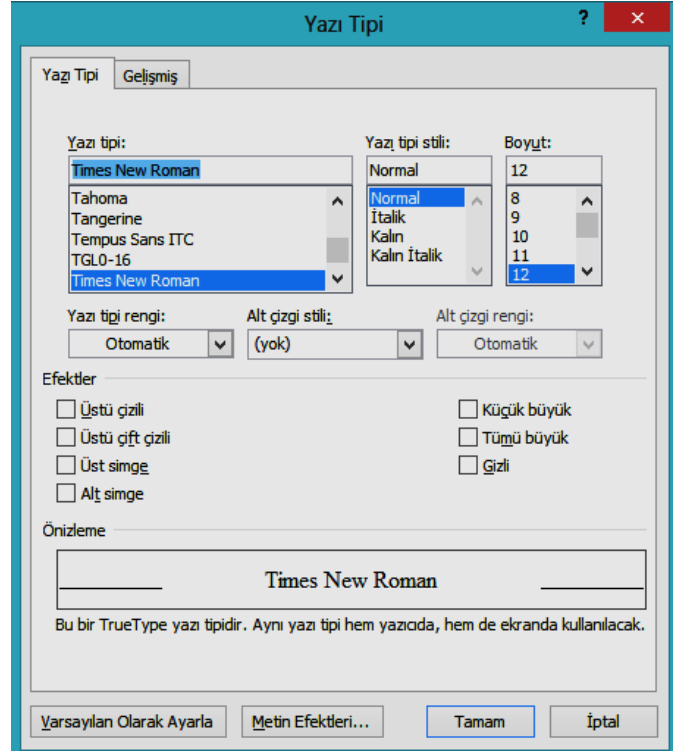 Yazı Tipi
?
×
Yazı Tipi Gelişmiş
Yazı tipi: Yazı tipi stili: Boyut:
Times New Roman Normal 12
Tahoma Normal 8
Tangerine İtalik 9
Tempus Sans ITC Kalın 10
TGL0-16 Kalın İtalik 11
Times New Roman 12
Yazı tipi rengi: Alt çizgi stili: Alt çizgi rengi:
Otomatik (yok) Otomatik
Efektler
Üstü çizili Küçük büyük
Üstü çift çizili Tümü büyük
Üst simge Gizli
Alt simge
Önizleme
Times New Roman
Bu bir TrueType yazı tipidir. Aynı yazı tipi hem yazıcıda, hem de ekranda kullanılacak.
Varsayılan Olarak Ayarla Metin Efektleri... Tamam İptal